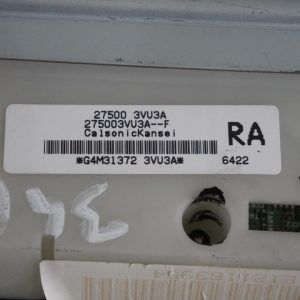 27500 3VU3A
275003VU3A--F
CalsonicKansei
RA
*G4M31372 3VU3A*
6422